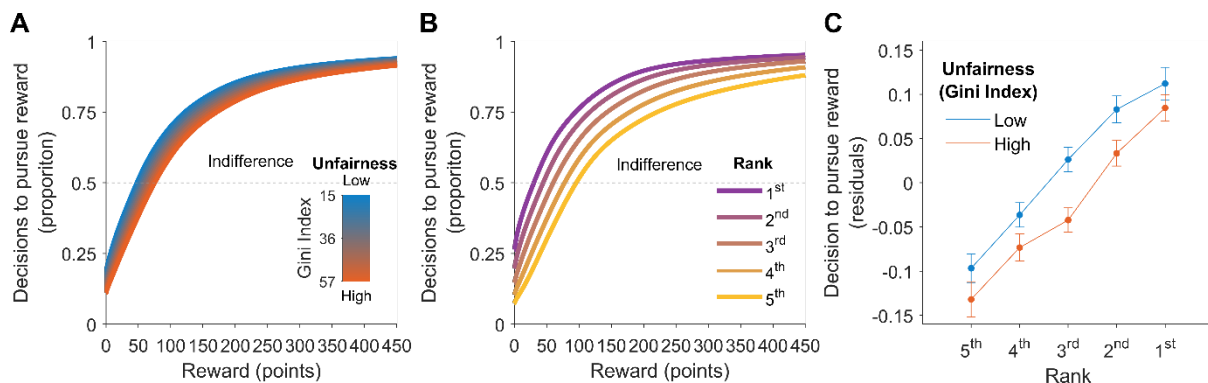 A
Decisions to pursue reward
(proporiton)
1
0.75
0.5
0.25
0
Indifference
Unfairness
Low
15
36
57
High
Gini Index
0 50 100 150 200 250 300 350 400 450
Reward (points)
B
Decisions to pursue reward
(proporiton)
1
0.75
0.5
0.25
0
Indifference
Rank
1st
2nd
3rd
4th
5th
0 50 100 150 200 250 300 350 400 450
Reward (points)
C
Decision to pursue reward
(residuals)
0.15
0.1
0.05
0
-0.05
-0.1
-0.15
Unfairness
(Gini Index)
Low
High
5th 4th 3rd 2nd 1st
Rank